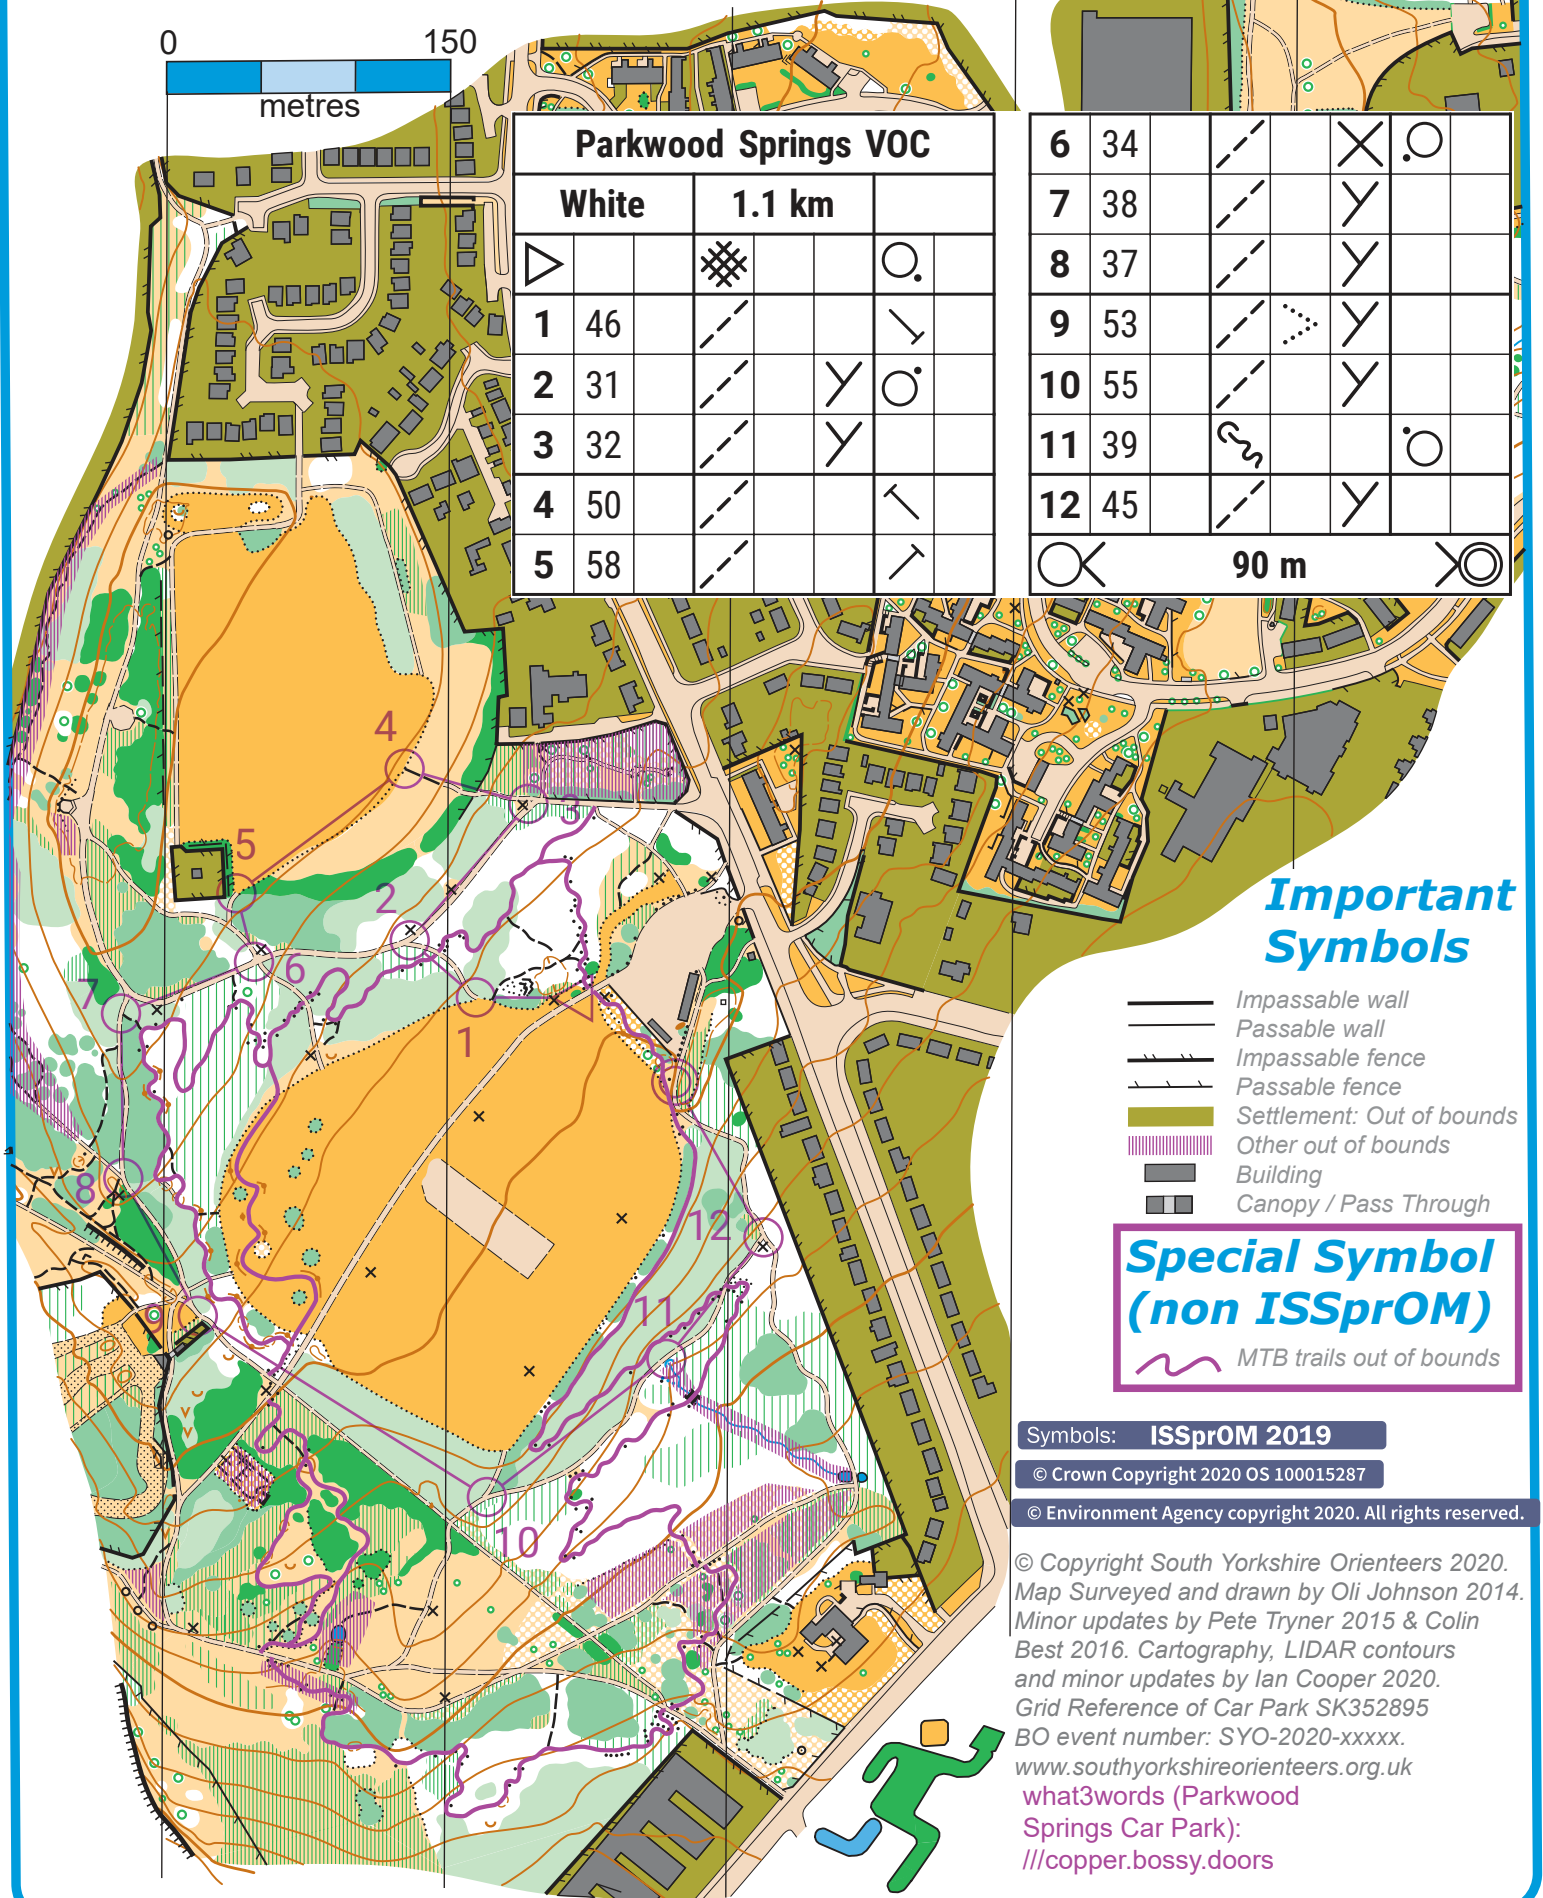 0 150
metres
Parkwood Springs VOC
White 1.1 km
1 46
2 31
3 32
4 50
5 58
6 34
7 38
8 37
9 53
10 55
11 39
12 45
90 m
4
3
5
2
6
7
1
8
12
11
9
10
Important
Symbols
Impassable wall
Passable wall
Impassable fence
Passable fence
Settlement: Out of bounds
Other out of bounds
Building
Canopy / Pass Through
Special Symbol
(non ISSprOM)
MTB trails out of bounds
Symbols: ISSprOM 2019
© Crown Copyright 2020 OS 100015287
© Environment Agency copyright 2020. All rights reserved.
© Copyright South Yorkshire Orienteers 2020.
Map Surveyed and drawn by Oli Johnson 2014.
Minor updates by Pete Tryner 2015 & Colin
Best 2016. Cartography, LIDAR contours
and minor updates by Ian Cooper 2020.
Grid Reference of Car Park SK352895
BO event number: SYO-2020-xxxxx.
www.southyorkshireorienteers.org.uk
what3words (Parkwood
Springs Car Park):
///copper.bossy.doors